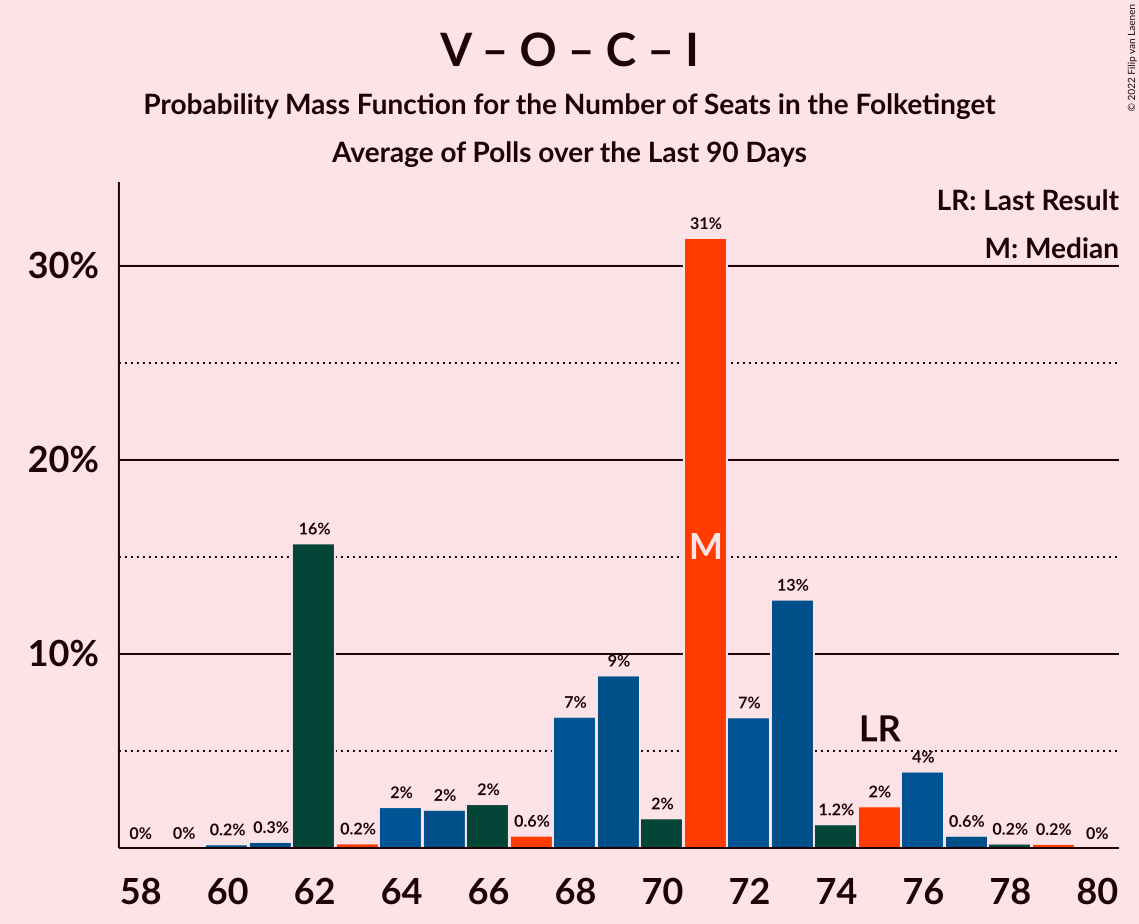 V – O – C – I
Probability Mass Function for the Number of Seats in the Folketinget
Average of Polls over the Last 90 Days
© 2022 Filip van Laenen
LR: Last Result
M: Median
30%
20%
10%
0%
0%
0.2%
0.3%
16%
0.2%
2%
2%
2%
0.6%
7%
9%
2%
31%
M
7%
13%
1.2%
LR
2%
4%
0.6%
0.2%
0.2%
0%
58 60 62 64 66 68 70 72 74 76 78 80